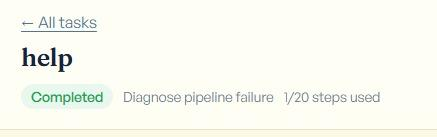 ← All tasks
help
Completed Diagnose pipeline failure 1/20 steps used